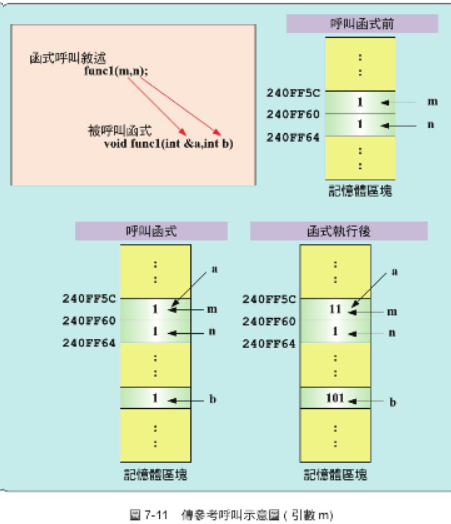 函式呼叫敘述
func1(m,n);
被呼叫函式
void func1(int &a,int b)
呼叫函式前
:
:
240FF5C
1
m
240FF60
1
n
240FF64
:
:
記憶體區塊
呼叫函式
:
:
a
240FF5C
1
m
240FF60
1
n
240FF64
:
:
1
b
:
:
記憶體區塊
函式執行後
:
:
a
240FF5C
11
m
240FF60
1
n
240FF64
:
:
101
b
:
:
記憶體區塊
圖 7-11 傳參考呼叫示意圖 ( 引數 m)